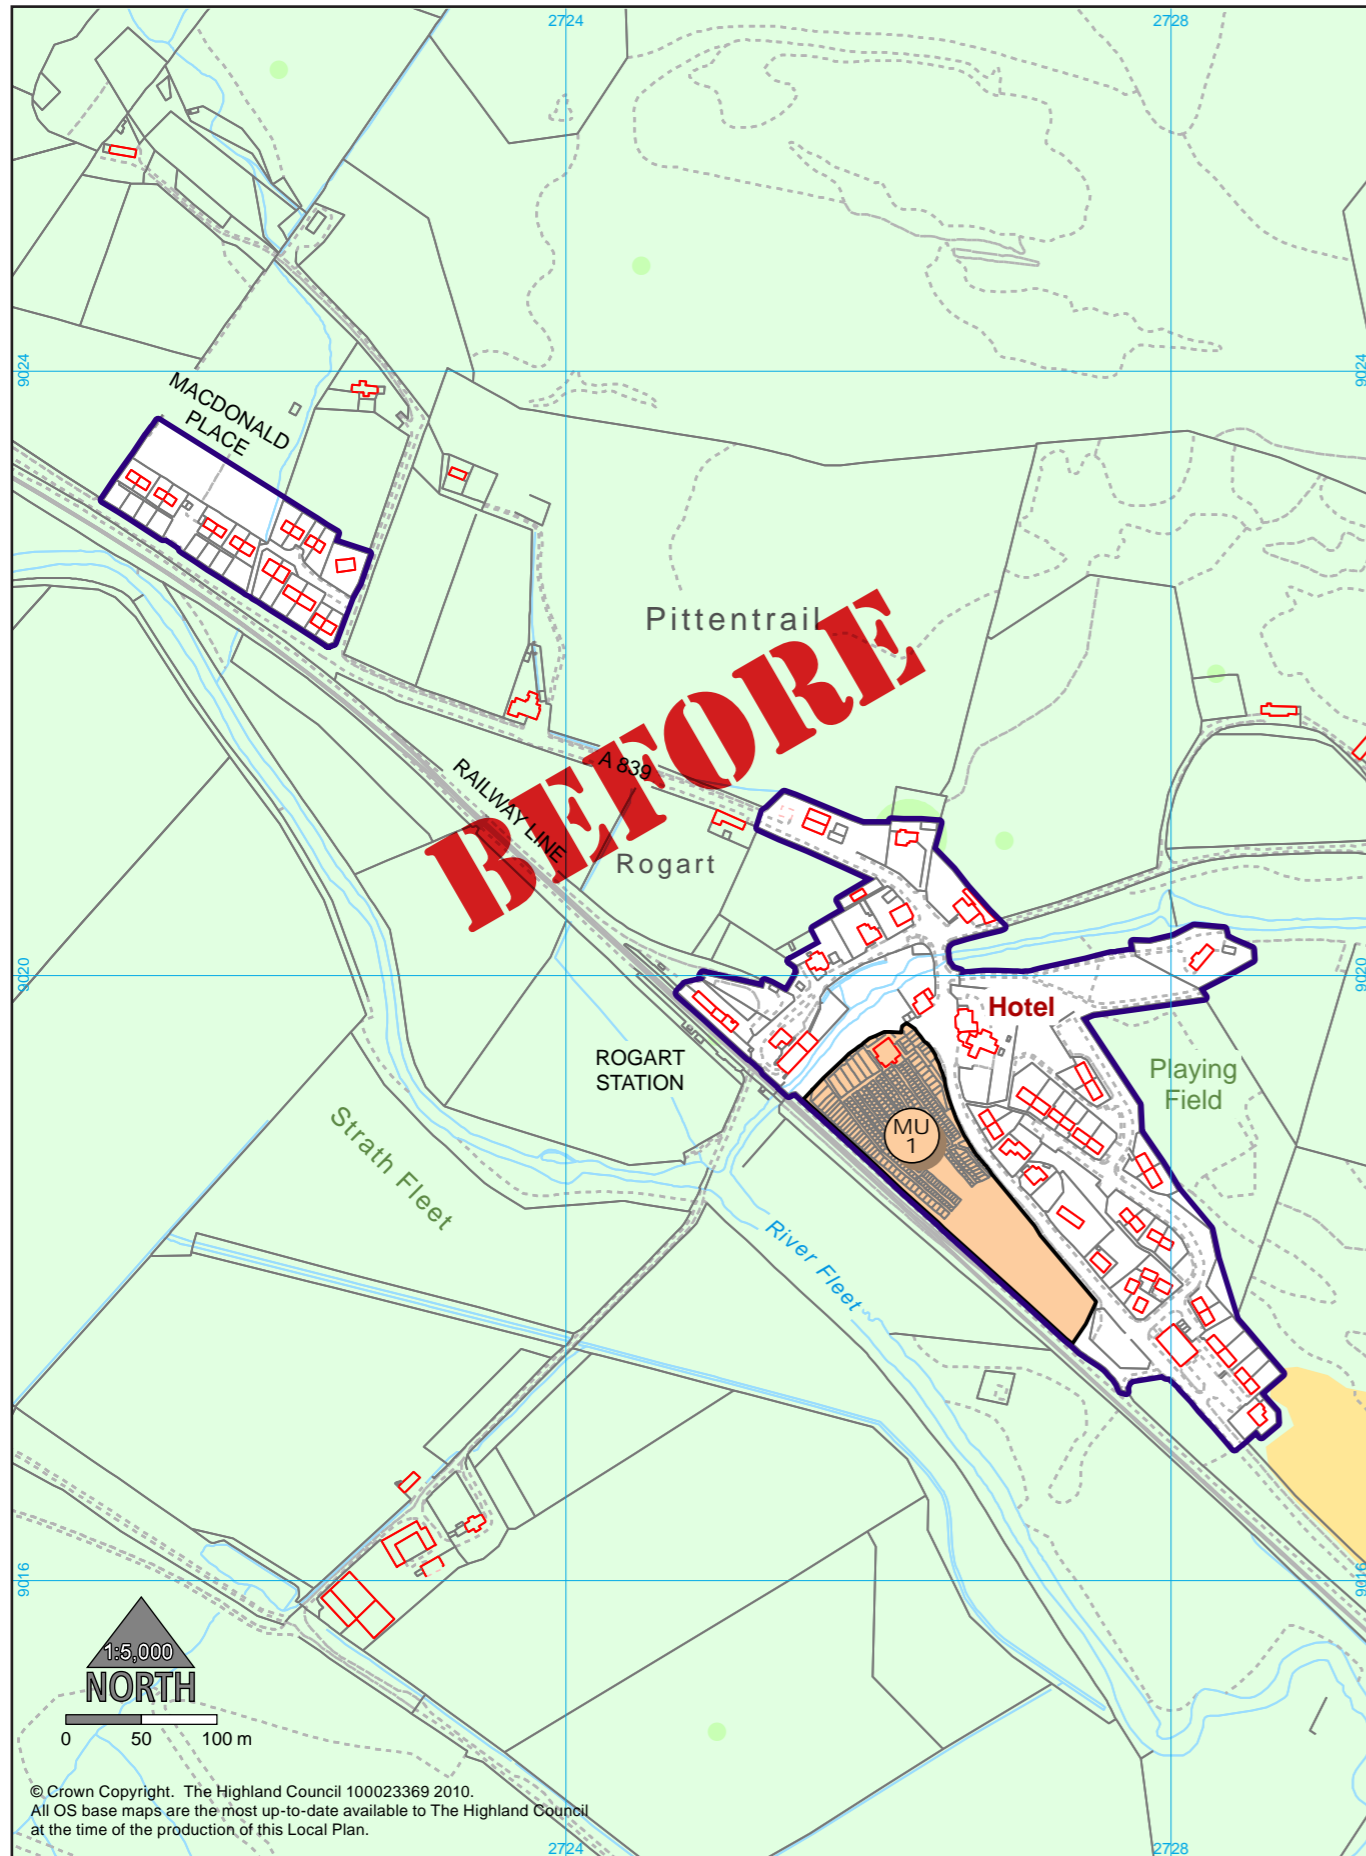 2724
2728
9024
9024
MACDONALD
PLACE
Pittentrail
BEFORE
A 839
RAILWAY LINE
Rogart
9020
9020
Hotel
ROGART
STATION
Playing
Field
MU
1
Strath Fleet
River Fleet
9016
9016
1:5,000
NORTH
0 50 100 m
© Crown Copyright. The Highland Council 100023369 2010.
All OS base maps are the most up-to-date available to The Highland Council
at the time of the production of this Local Plan.
2724
2728